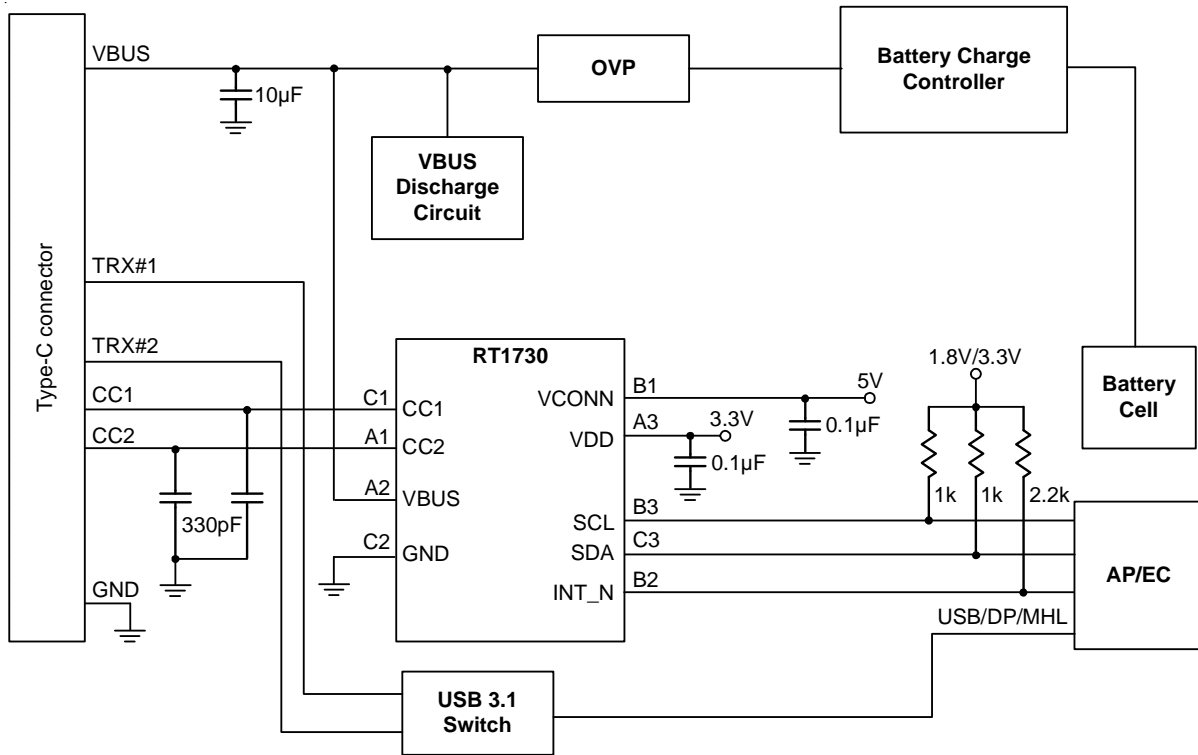 VBUS
10µF
OVP
Battery Charge
Controller
VBUS
Discharge
Circuit
Type-C connector
TRX#1
TRX#2
CC1
CC2
330pF
GND
RT1730
C1
CC1
A1
CC2
A2
VBUS
C2
GND
VCONN
B1
5V
0.1µF
VDD
A3
3.3V
0.1µF
1.8V/3.3V
1k
1k
2.2k
SCL
B3
SDA
C3
INT_N
B2
Battery
Cell
AP/EC
USB/DP/MHL
USB 3.1
Switch